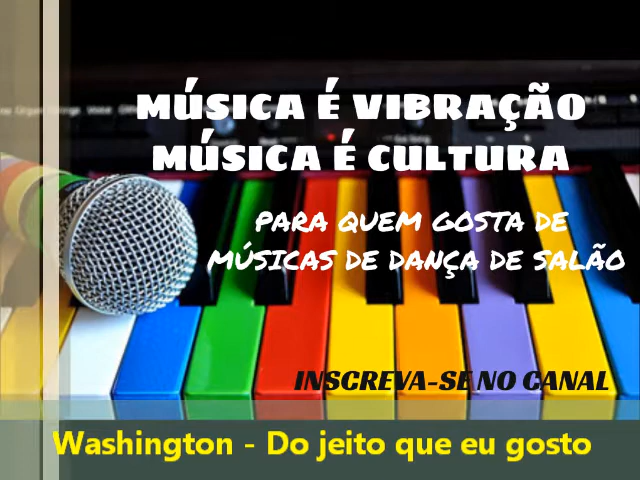 MÚSICA É VIBRAÇÃO
MÚSICA É CULTURA
PARA QUEM GOSTA DE
MÚSICAS DE DANÇA DE SALÃO
INSCREVA-SE NO CANAL
Washington - Do jeito que eu gosto